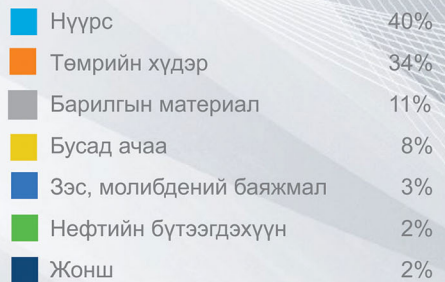 Нүүрс 40%
Төмрийн хүдэр 34%
Барилгын материал 11%
Бусад ачаа 8%
Зэс, молибдений баяжмал 3%
Нефтийн бүтээгдэхүүн 2%
Жонш 2%